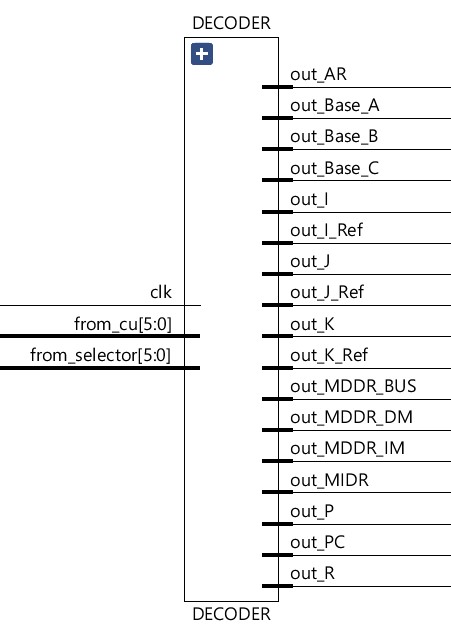 DECODER
out_AR
out_Base_A
out_Base_B
out_Base_C
out_I
out_I_Ref
out_J
clk
out_J_Ref
from_cu[5:0]
out_K
from_selector[5:0]
out_K_Ref
out_MDDR_BUS
out_MDDR_DM
out_MDDR_IM
out_MIDR
out_P
out_PC
out_R
DECODER